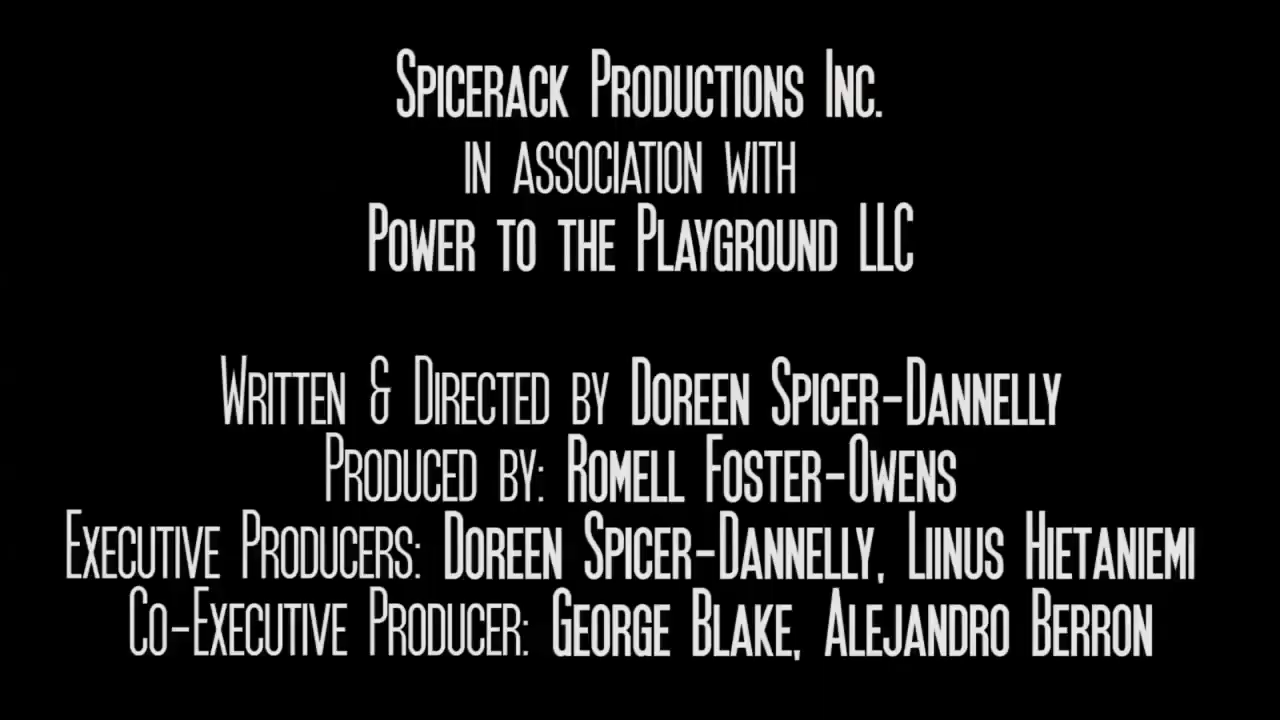 Spicerack Productions Inc.
in association with
Power to the Playground LLC
Written & Directed by Doreen Spicer-Dannelly
Produced by: Romell Foster-Owens
Executive Producers: Doreen Spicer-Dannelly, Liinus Hietaniemi
Co-Executive Producer: George Blake, Alejandro Berron